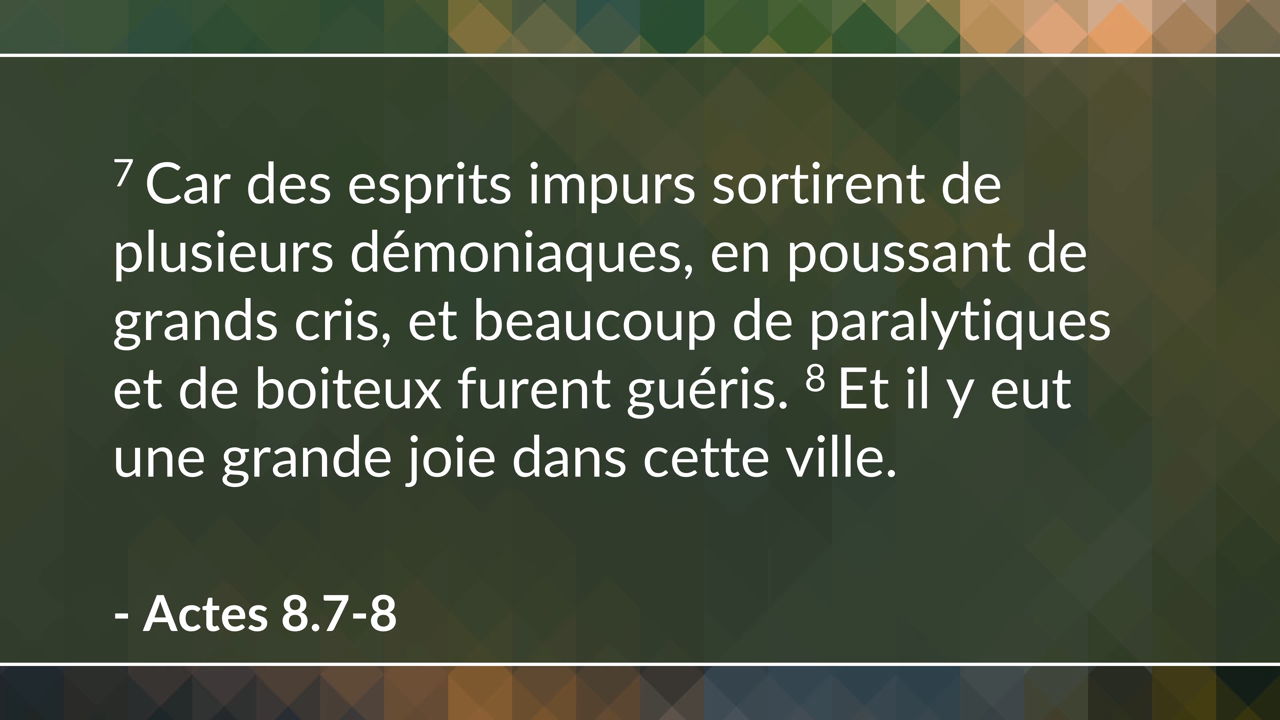 7 Car des esprits impurs sortirent de
plusieurs démoniaques, en poussant de
grands cris, et beaucoup de paralytiques
et de boiteux furent guéris. 8 Et il y eut
une grande joie dans cette ville.
- Actes 8.7-8